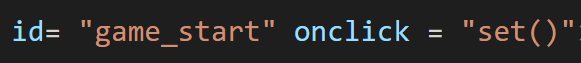 id= "game_start" onclick = "set()"